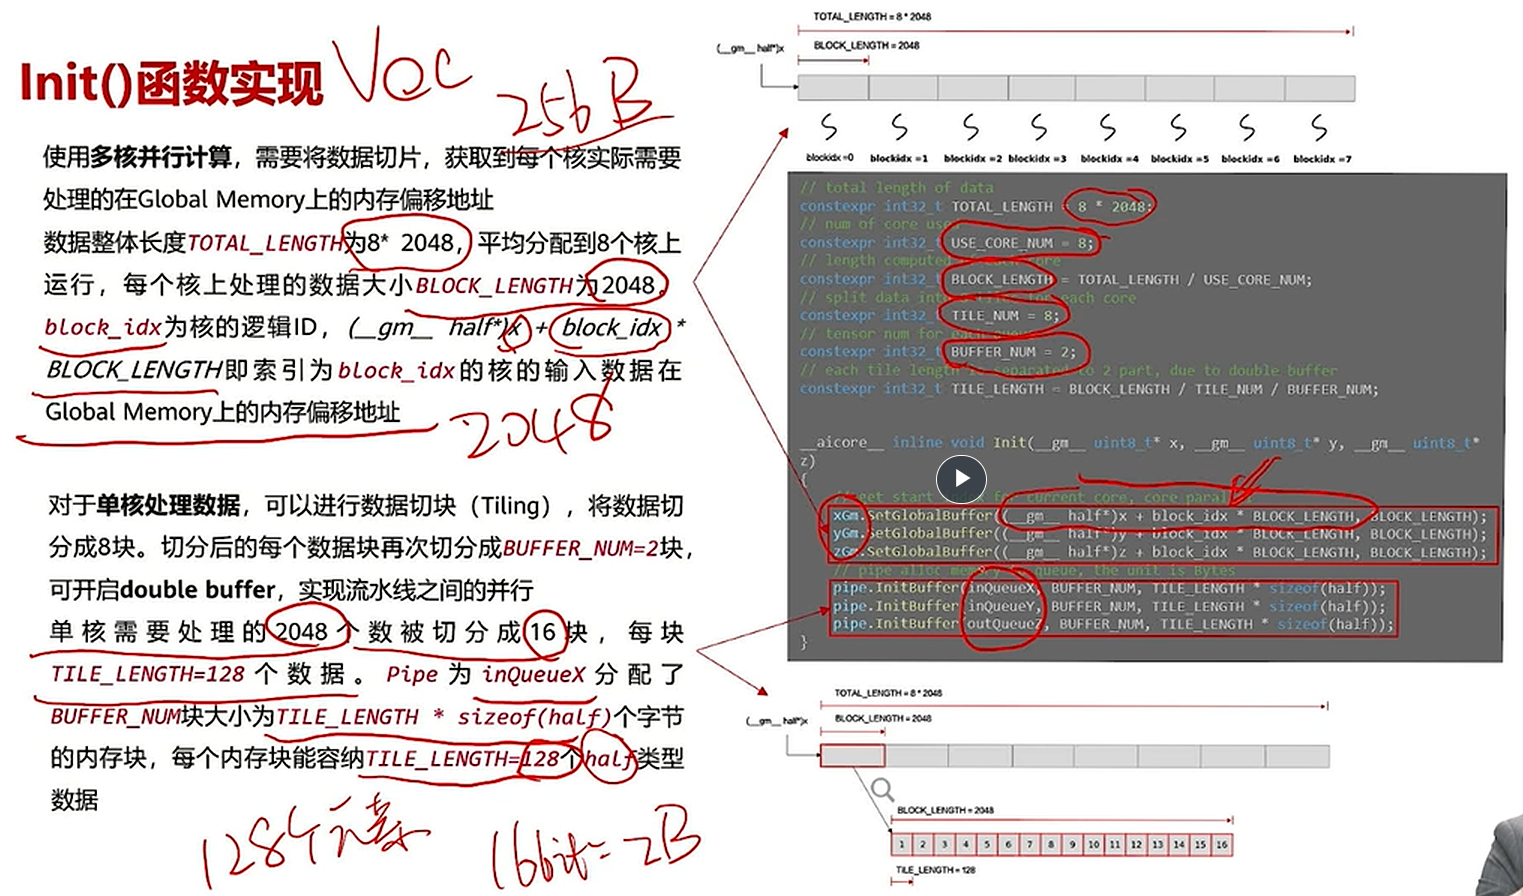 Init()函数实现
Vec
256B
使用多核并行计算，需要将数据切片，获取到每个核实际需要
处理的在Global Memory上的内存偏移地址
数据整体长度TOTAL_LENGTH为8* 2048，平均分配到8个核上
运行，每个核上处理的数据大小BLOCK_LENGTH为2048。
block_idx为核的逻辑ID，(__gm__ half*)x + block_idx *
BLOCK_LENGTH即索引为block_idx的核的输入数据在
Global Memory上的内存偏移地址
2048
对于单核处理数据，可以进行数据切块（Tiling），将数据切
分成8块。切分后的每个数据块再次切分成BUFFER_NUM=2块，
可开启double buffer，实现流水线之间的并行
单核需要处理的2048个数被切分成16块，每块
TILE_LENGTH=128个数据。Pipe为inQueueX分配了
BUFFER_NUM块大小为TILE_LENGTH * sizeof(half)个字节
的内存块，每个内存块能容纳TILE_LENGTH=128个half类型
数据
128个元素
16bit=2B
TOTAL_LENGTH = 8 * 2048
BLOCK_LENGTH = 2048
(__gm__ half*)x
blockidx =0 blockidx =1 blockidx =2 blockidx =3 blockidx =4 blockidx =5 blockidx =6 blockidx =7
// total length of data
constexpr int32_t TOTAL_LENGTH = 8 * 2048;
// num of core used
constexpr int32_t USE_CORE_NUM = 8;
// length computed of each core
constexpr int32_t BLOCK_LENGTH = TOTAL_LENGTH / USE_CORE_NUM;
// split data into 8 tiles for each core
constexpr int32_t TILE_NUM = 8;
// tensor num for each queue
constexpr int32_t BUFFER_NUM = 2;
// each tile length is separated to 2 part, due to double buffer
constexpr int32_t TILE_LENGTH = BLOCK_LENGTH / TILE_NUM / BUFFER_NUM;
__aicore__ inline void Init(__gm__ uint8_t* x, __gm__ uint8_t* y, __gm__ uint8_t*
z)
{
// get start index for current core, core paral
xGm.SetGlobalBuffer((__gm__ half*)x + block_idx * BLOCK_LENGTH, BLOCK_LENGTH);
yGm.SetGlobalBuffer((__gm__ half*)y + block_idx * BLOCK_LENGTH, BLOCK_LENGTH);
zGm.SetGlobalBuffer((__gm__ half*)z + block_idx * BLOCK_LENGTH, BLOCK_LENGTH);
// pipe alloc memory to queue, the unit is Bytes
pipe.InitBuffer(inQueueX, BUFFER_NUM, TILE_LENGTH * sizeof(half));
pipe.InitBuffer(inQueueY, BUFFER_NUM, TILE_LENGTH * sizeof(half));
pipe.InitBuffer(outQueueZ, BUFFER_NUM, TILE_LENGTH * sizeof(half));
}
TOTAL_LENGTH = 8 * 2048
BLOCK_LENGTH = 2048
(__gm__ half*)x
BLOCK_LENGTH = 2048
1 2 3 4 5 6 7 8 9 10 11 12 13 14 15 16
TILE_LENGTH = 128